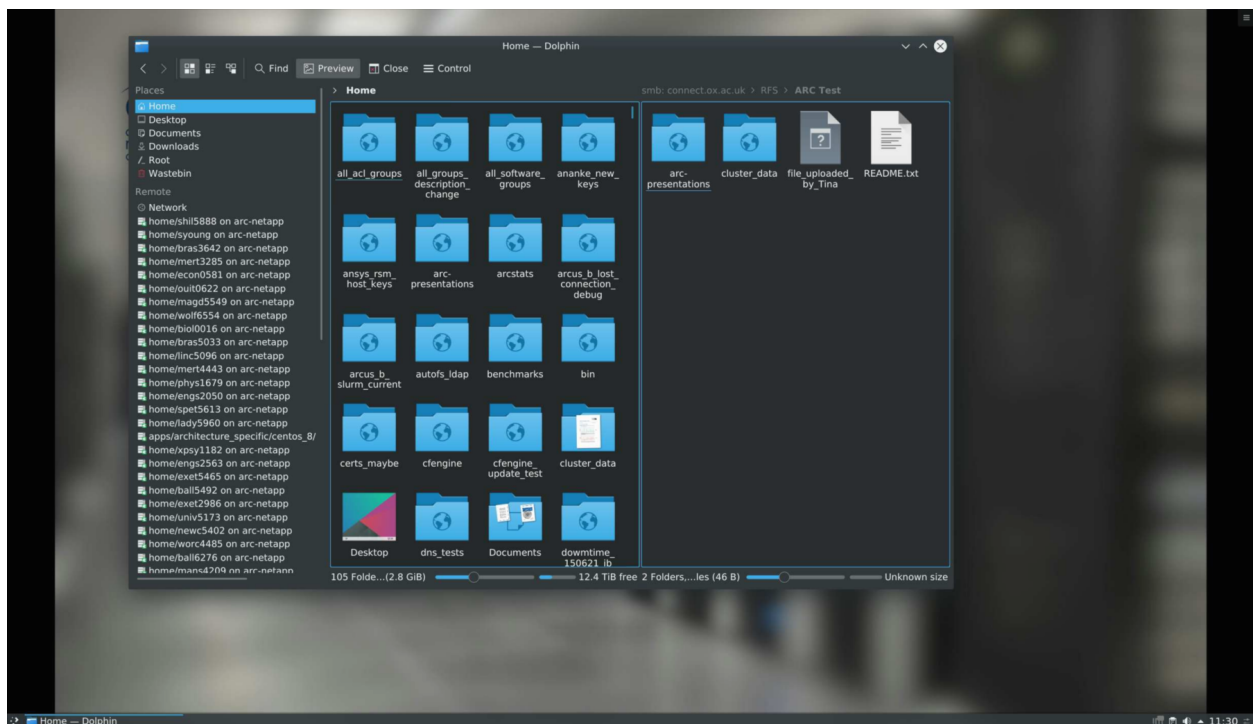 Home — Dolphin
Find
Preview
Close
Control
Places
Home
Desktop
Documents
Downloads
Root
Wastebin
Remote
Network
home/shil5888 on arc-netapp
home/syoung on arc-netapp
home/bras3642 on arc-netapp
home/mert3285 on arc-netapp
home/econ0581 on arc-netapp
home/ouit0622 on arc-netapp
home/magd5549 on arc-netapp
home/wolf6554 on arc-netapp
home/biol0016 on arc-netapp
home/bras5033 on arc-netapp
home/linc5096 on arc-netapp
home/mert4443 on arc-netapp
home/phys1679 on arc-netapp
home/engs2050 on arc-netapp
home/spet5613 on arc-netapp
home/lady5960 on arc-netapp
apps/architecture_specific/centos_8/
home/xpsy1182 on arc-netapp
home/engs2563 on arc-netapp
home/exet5465 on arc-netapp
home/ball5492 on arc-netapp
home/exet2986 on arc-netapp
home/univ5173 on arc-netapp
home/newc5402 on arc-netapp
home/worc4485 on arc-netapp
home/ball6276 on arc-netapp
home/mans4209 on arc-netapp
> Home
all_acl_groups
all_groups_
description_
change
all_software_
groups
ananke_new_
keys
ansys_rsm_
host_keys
arc-
presentations
arcstats
arcus_b_lost_
connection_
debug
arcus_b_
slurm_current
autofs_ldap
benchmarks
bin
certs_maybe
cfengine
cfengine_
update_test
cluster_data
Desktop
dns_tests
Documents
dowmtime_
150621_ib
105 Folde...(2.8 GiB)
12.4 TiB free
smb: connect.ox.ac.uk > RFS > ARC Test
arc-
presentations
cluster_data
file_uploaded_
by_Tina
README.txt
2 Folders,...les (46 B)
Unknown size
Home — Dolphin
11:30